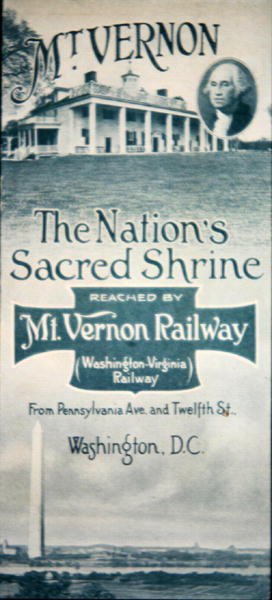 Mt. VERNON
The Nation's
Sacred Shrine
REACHED BY
Mt. Vernon Railway
(Washington-Virginia)
Railway
From Pennsylvania Ave. and Twelfth St.,
Washington, D.C.